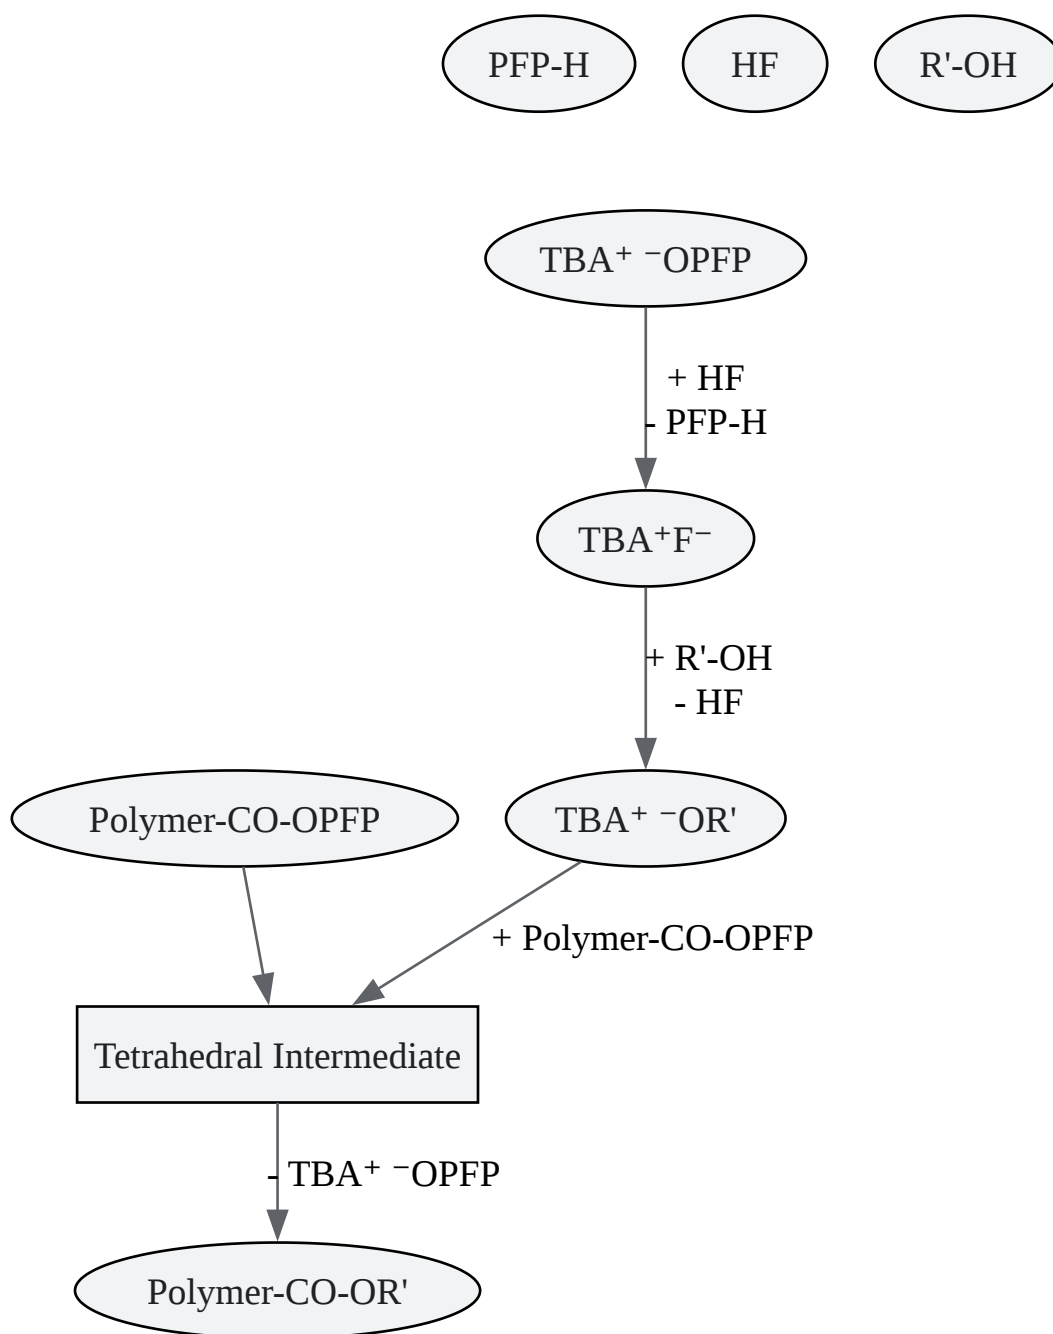 PFP-H
HF
R'-OH
TBA⁺ ⁻OPFP
+ HF
- PFP-H
TBA⁺F⁻
+ R'-OH
- HF
Polymer-CO-OPFP
TBA⁺ ⁻OR'
+ Polymer-CO-OPFP
Tetrahedral Intermediate
- TBA⁺ ⁻OPFP
Polymer-CO-OR'